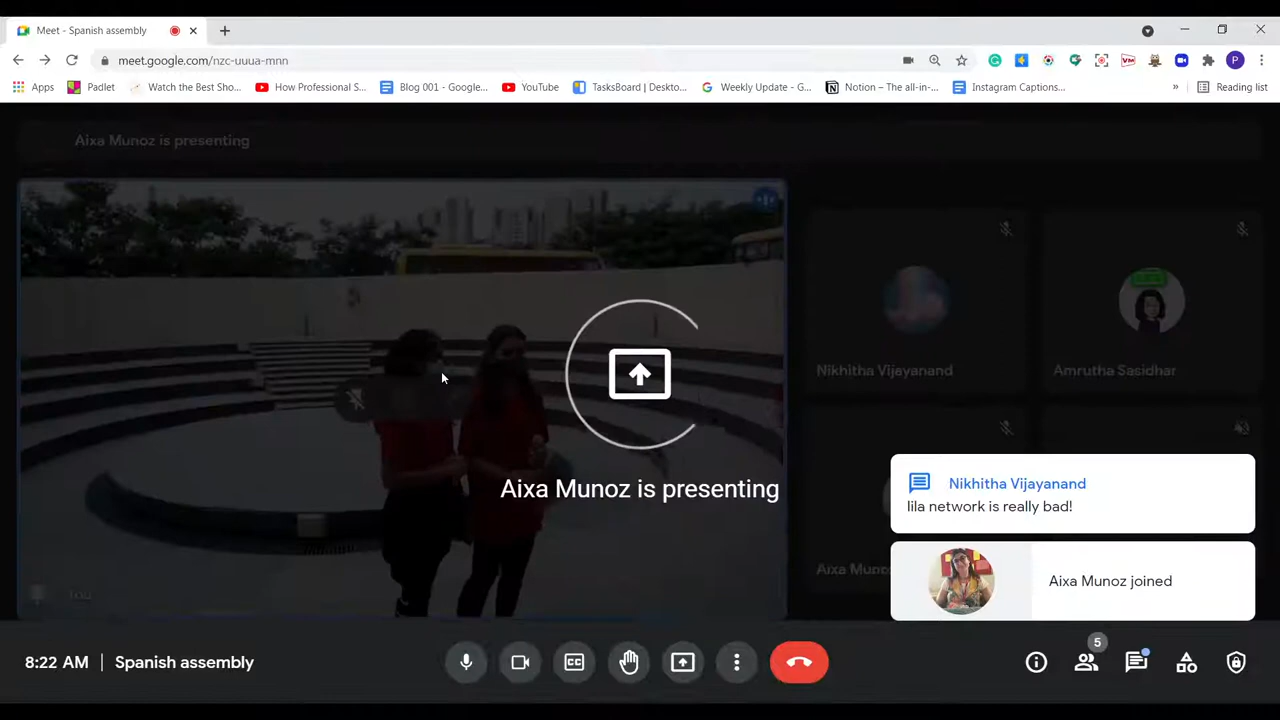 Meet - Spanish assembly
meet.google.com/nzc-uuua-mnn
P
Apps
Padlet
Watch the Best Sho...
How Professional S...
Blog 001 - Google...
YouTube
TasksBoard | Deskto...
Weekly Update - G...
Notion – The all-in-...
Instagram Captions...
»
Reading list
Aixa Munoz is presenting
Nikhitha Vijayanand
Amrutha Sasidhar
Aixa Munoz is presenting
Nikhitha Vijayanand
lila network is really bad!
Aixa Munoz joined
You
8:22 AM | Spanish assembly
5